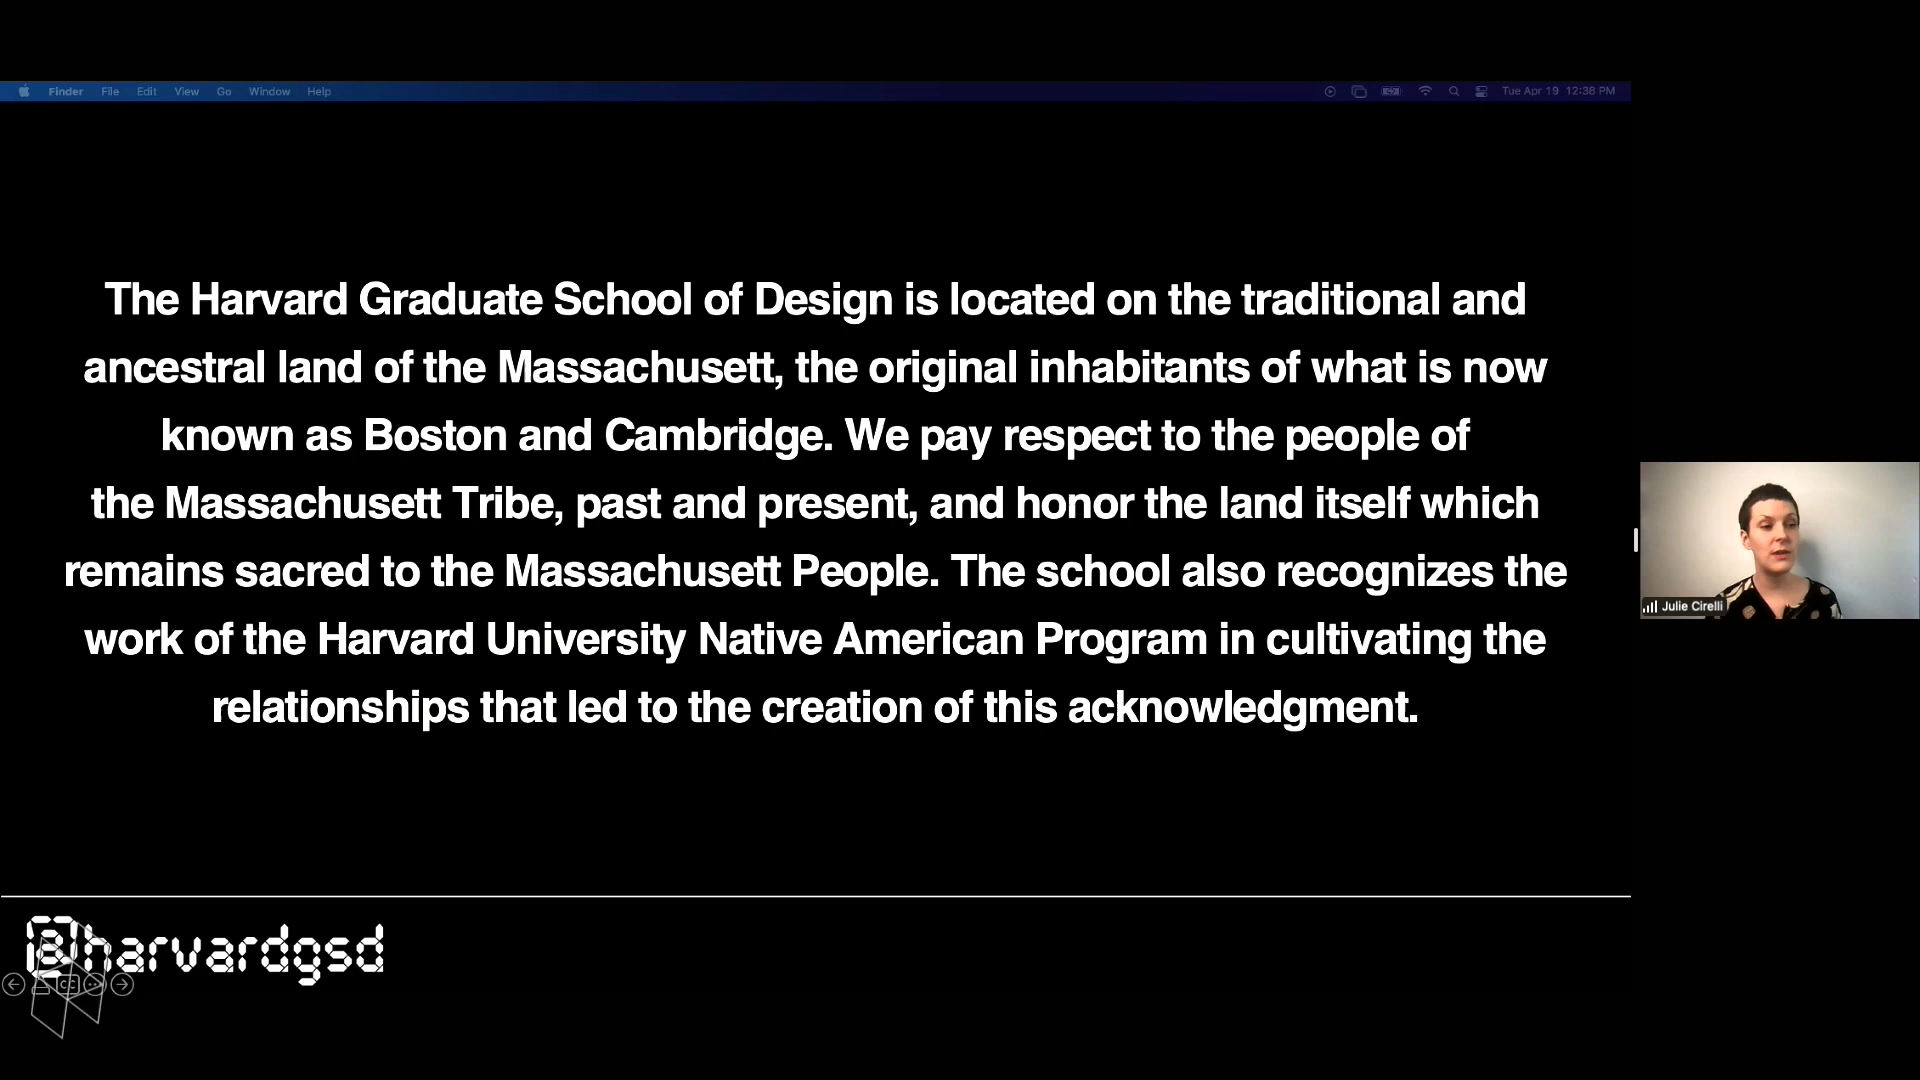 Finder File Edit View Go Window Help Tue Apr 19 12:38 PM
The Harvard Graduate School of Design is located on the traditional and
ancestral land of the Massachusett, the original inhabitants of what is now
known as Boston and Cambridge. We pay respect to the people of
the Massachusett Tribe, past and present, and honor the land itself which
remains sacred to the Massachusett People. The school also recognizes the
work of the Harvard University Native American Program in cultivating the
relationships that led to the creation of this acknowledgment.
Julie Cirelli
@harvardgsd
CC